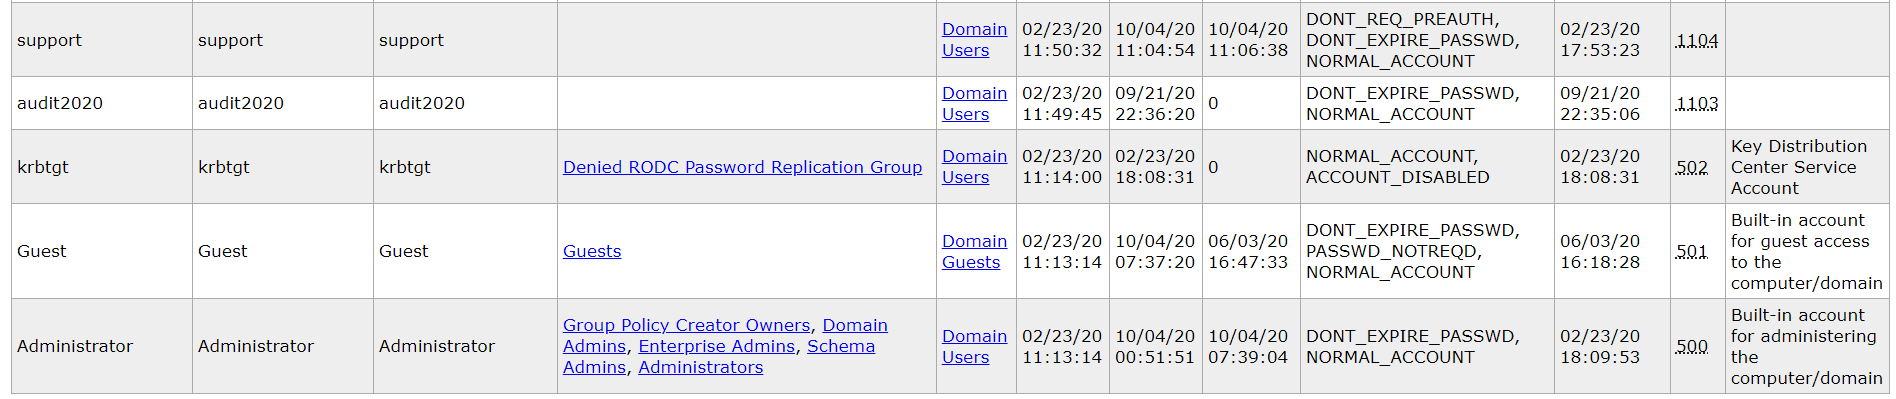 support support support Domain Users 02/23/20 11:50:32 10/04/20 11:04:54 10/04/20 11:06:38 DONT_REQ_PREAUTH, DONT_EXPIRE_PASSWD, NORMAL_ACCOUNT 02/23/20 17:53:23 1104
audit2020 audit2020 audit2020 Domain Users 02/23/20 11:49:45 09/21/20 22:36:20 0 DONT_EXPIRE_PASSWD, NORMAL_ACCOUNT 09/21/20 22:35:06 1103
krbtgt krbtgt krbtgt Denied RODC Password Replication Group Domain Users 02/23/20 11:14:00 02/23/20 18:08:31 0 NORMAL_ACCOUNT, ACCOUNT_DISABLED 02/23/20 18:08:31 502 Key Distribution Center Service Account
Guest Guest Guest Guests Domain Guests 02/23/20 11:13:14 10/04/20 07:37:20 06/03/20 16:47:33 DONT_EXPIRE_PASSWD, PASSWD_NOTREQD, NORMAL_ACCOUNT 06/03/20 16:18:28 501 Built-in account for guest access to the computer/domain
Administrator Administrator Administrator Group Policy Creator Owners, Domain Admins, Enterprise Admins, Schema Admins, Administrators Domain Users 02/23/20 11:13:14 10/04/20 00:51:51 10/04/20 07:39:04 DONT_EXPIRE_PASSWD, NORMAL_ACCOUNT 02/23/20 18:09:53 500 Built-in account for administering the computer/domain